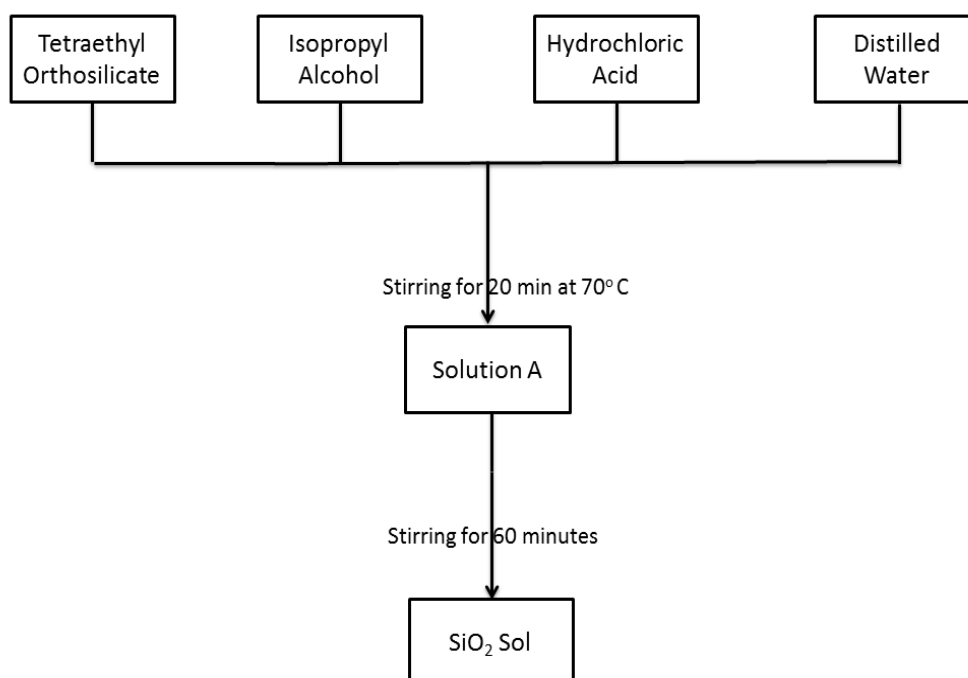 Tetraethyl
Orthosilicate
Isopropyl
Alcohol
Hydrochloric
Acid
Distilled
Water
Stirring for 20 min at 70° C
Solution A
Stirring for 60 minutes
SiO₂ Sol